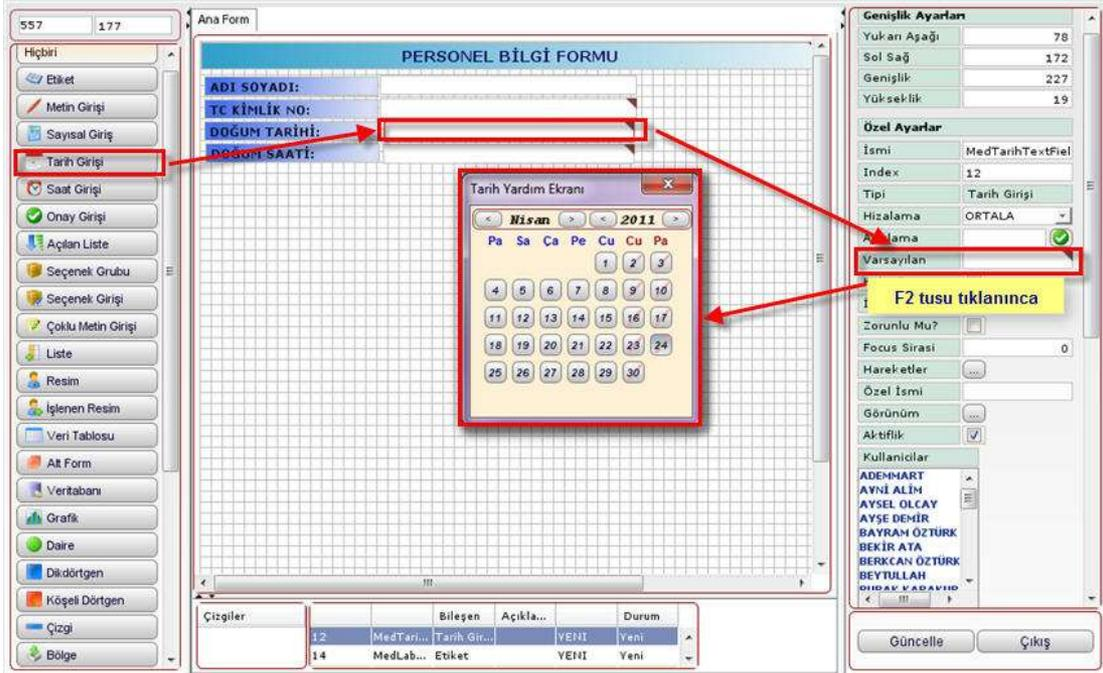 557 177
Hiçbiri
Etiket
Metin Girişi
Sayısal Giriş
Tarih Girişi
Saat Girişi
Onay Girişi
Açılan Liste
Seçenek Grubu
Seçenek Girişi
Çoklu Metin Girişi
Liste
Resim
İşlenen Resim
Veri Tablosu
Alt Form
Veritabanı
Grafik
Daire
Dikdörtgen
Köşeli Dörtgen
Çizgi
Bölge
Ana Form
PERSONEL BİLGİ FORMU
ADI SOYADI:
TC KİMLİK NO:
DOĞUM TARİHİ:
DOĞUM SAATİ:
Tarih Yardım Ekranı
< Nisan > < 2011 >
Pa Sa Ça Pe Cu Cu Pa
1 2 3
4 5 6 7 8 9 10
11 12 13 14 15 16 17
18 19 20 21 22 23 24
25 26 27 28 29 30
Çizgiler
Bileşen Açıkla... Durum
12 MedTari... Tarih Gir... YENI Yeni
14 MedLab... Etiket YENI Yeni
Genişlik Ayarları
Yukarı Aşağı 78
Sol Sağ 172
Genişlik 227
Yükseklik 19
Özel Ayarlar
İsmi MedTarihTextFiel
Index 12
Tipi Tarih Girişi
Hizalama ORTALA
Varsayılan
F2 tusu tıklanınca
Zorunlu Mu?
Focus Sirasi 0
Hareketler ...
Özel İsmi
Görünüm ...
Aktiflik
Kullanicilar
ADEMMART
AYNİ ALİM
AYSEL OLCAY
AYŞE DEMİR
BAYRAM ÖZTÜRK
BEKİR ATA
BERKCAN ÖZTÜRK
BEYTULLAH
Güncelle Çıkış